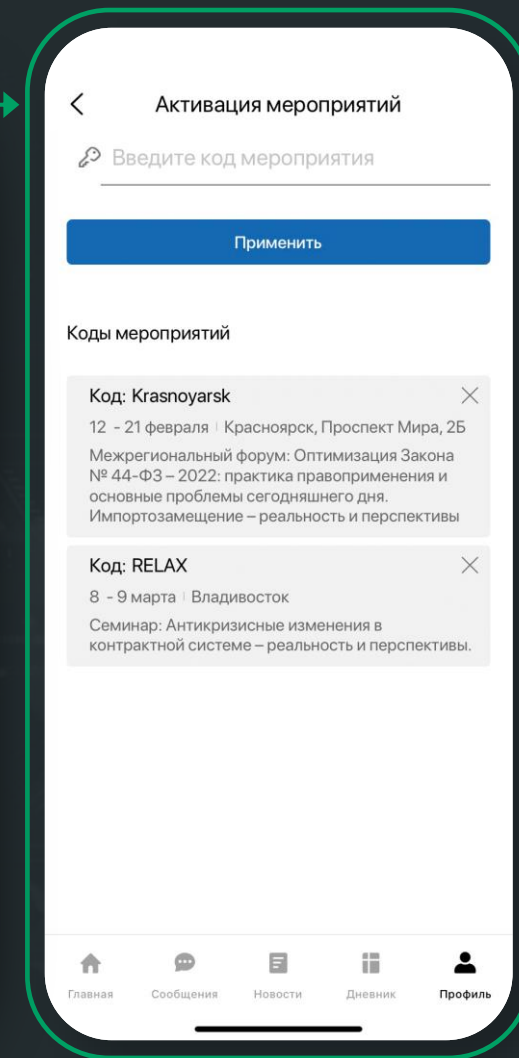 Активация мероприятий
Введите код мероприятия
Применить
Коды мероприятий
Код: Krasnoyarsk
12 - 21 февраля | Красноярск, Проспект Мира, 2Б
Межрегиональный форум: Оптимизация Закона
№ 44-ФЗ – 2022: практика правоприменения и
основные проблемы сегодняшнего дня.
Импортозамещение – реальность и перспективы
Код: RELAX
8 - 9 марта | Владивосток
Семинар: Антикризисные изменения в
контрактной системе – реальность и перспективы.
Главная Сообщения Новости Дневник Профиль